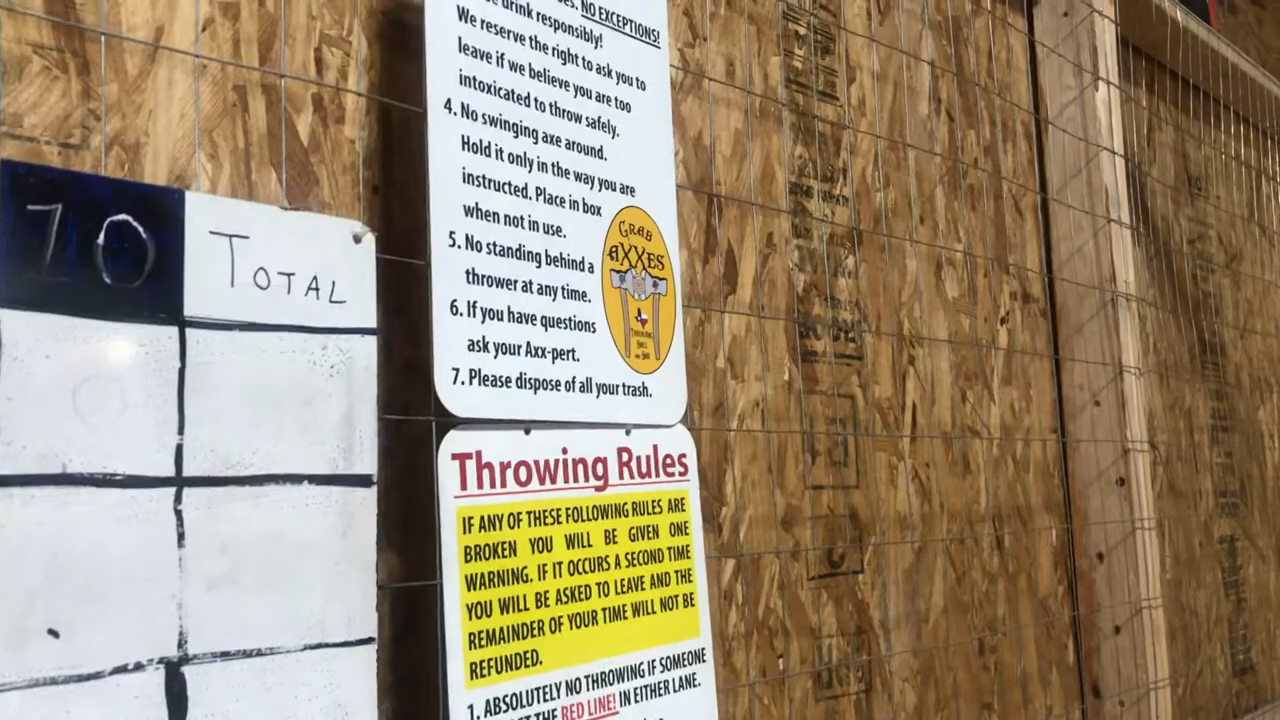 10 TOTAL
NO EXCEPTIONS!
drink responsibly!
We reserve the right to ask you to
leave if we believe you are too
intoxicated to throw safely.
4. No swinging axe around.
Hold it only in the way you are
instructed. Place in box
when not in use.
5. No standing behind a
thrower at any time.
6. If you have questions
ask your Axx-pert.
7. Please dispose of all your trash.
GRAB
AXXES
THROWING
HALL
AND BAR
Throwing Rules
IF ANY OF THESE FOLLOWING RULES ARE
BROKEN YOU WILL BE GIVEN ONE
WARNING. IF IT OCCURS A SECOND TIME
YOU WILL BE ASKED TO LEAVE AND THE
REMAINDER OF YOUR TIME WILL NOT BE
REFUNDED.
1. ABSOLUTELY NO THROWING IF SOMEONE
THE RED LINE! IN EITHER LANE.